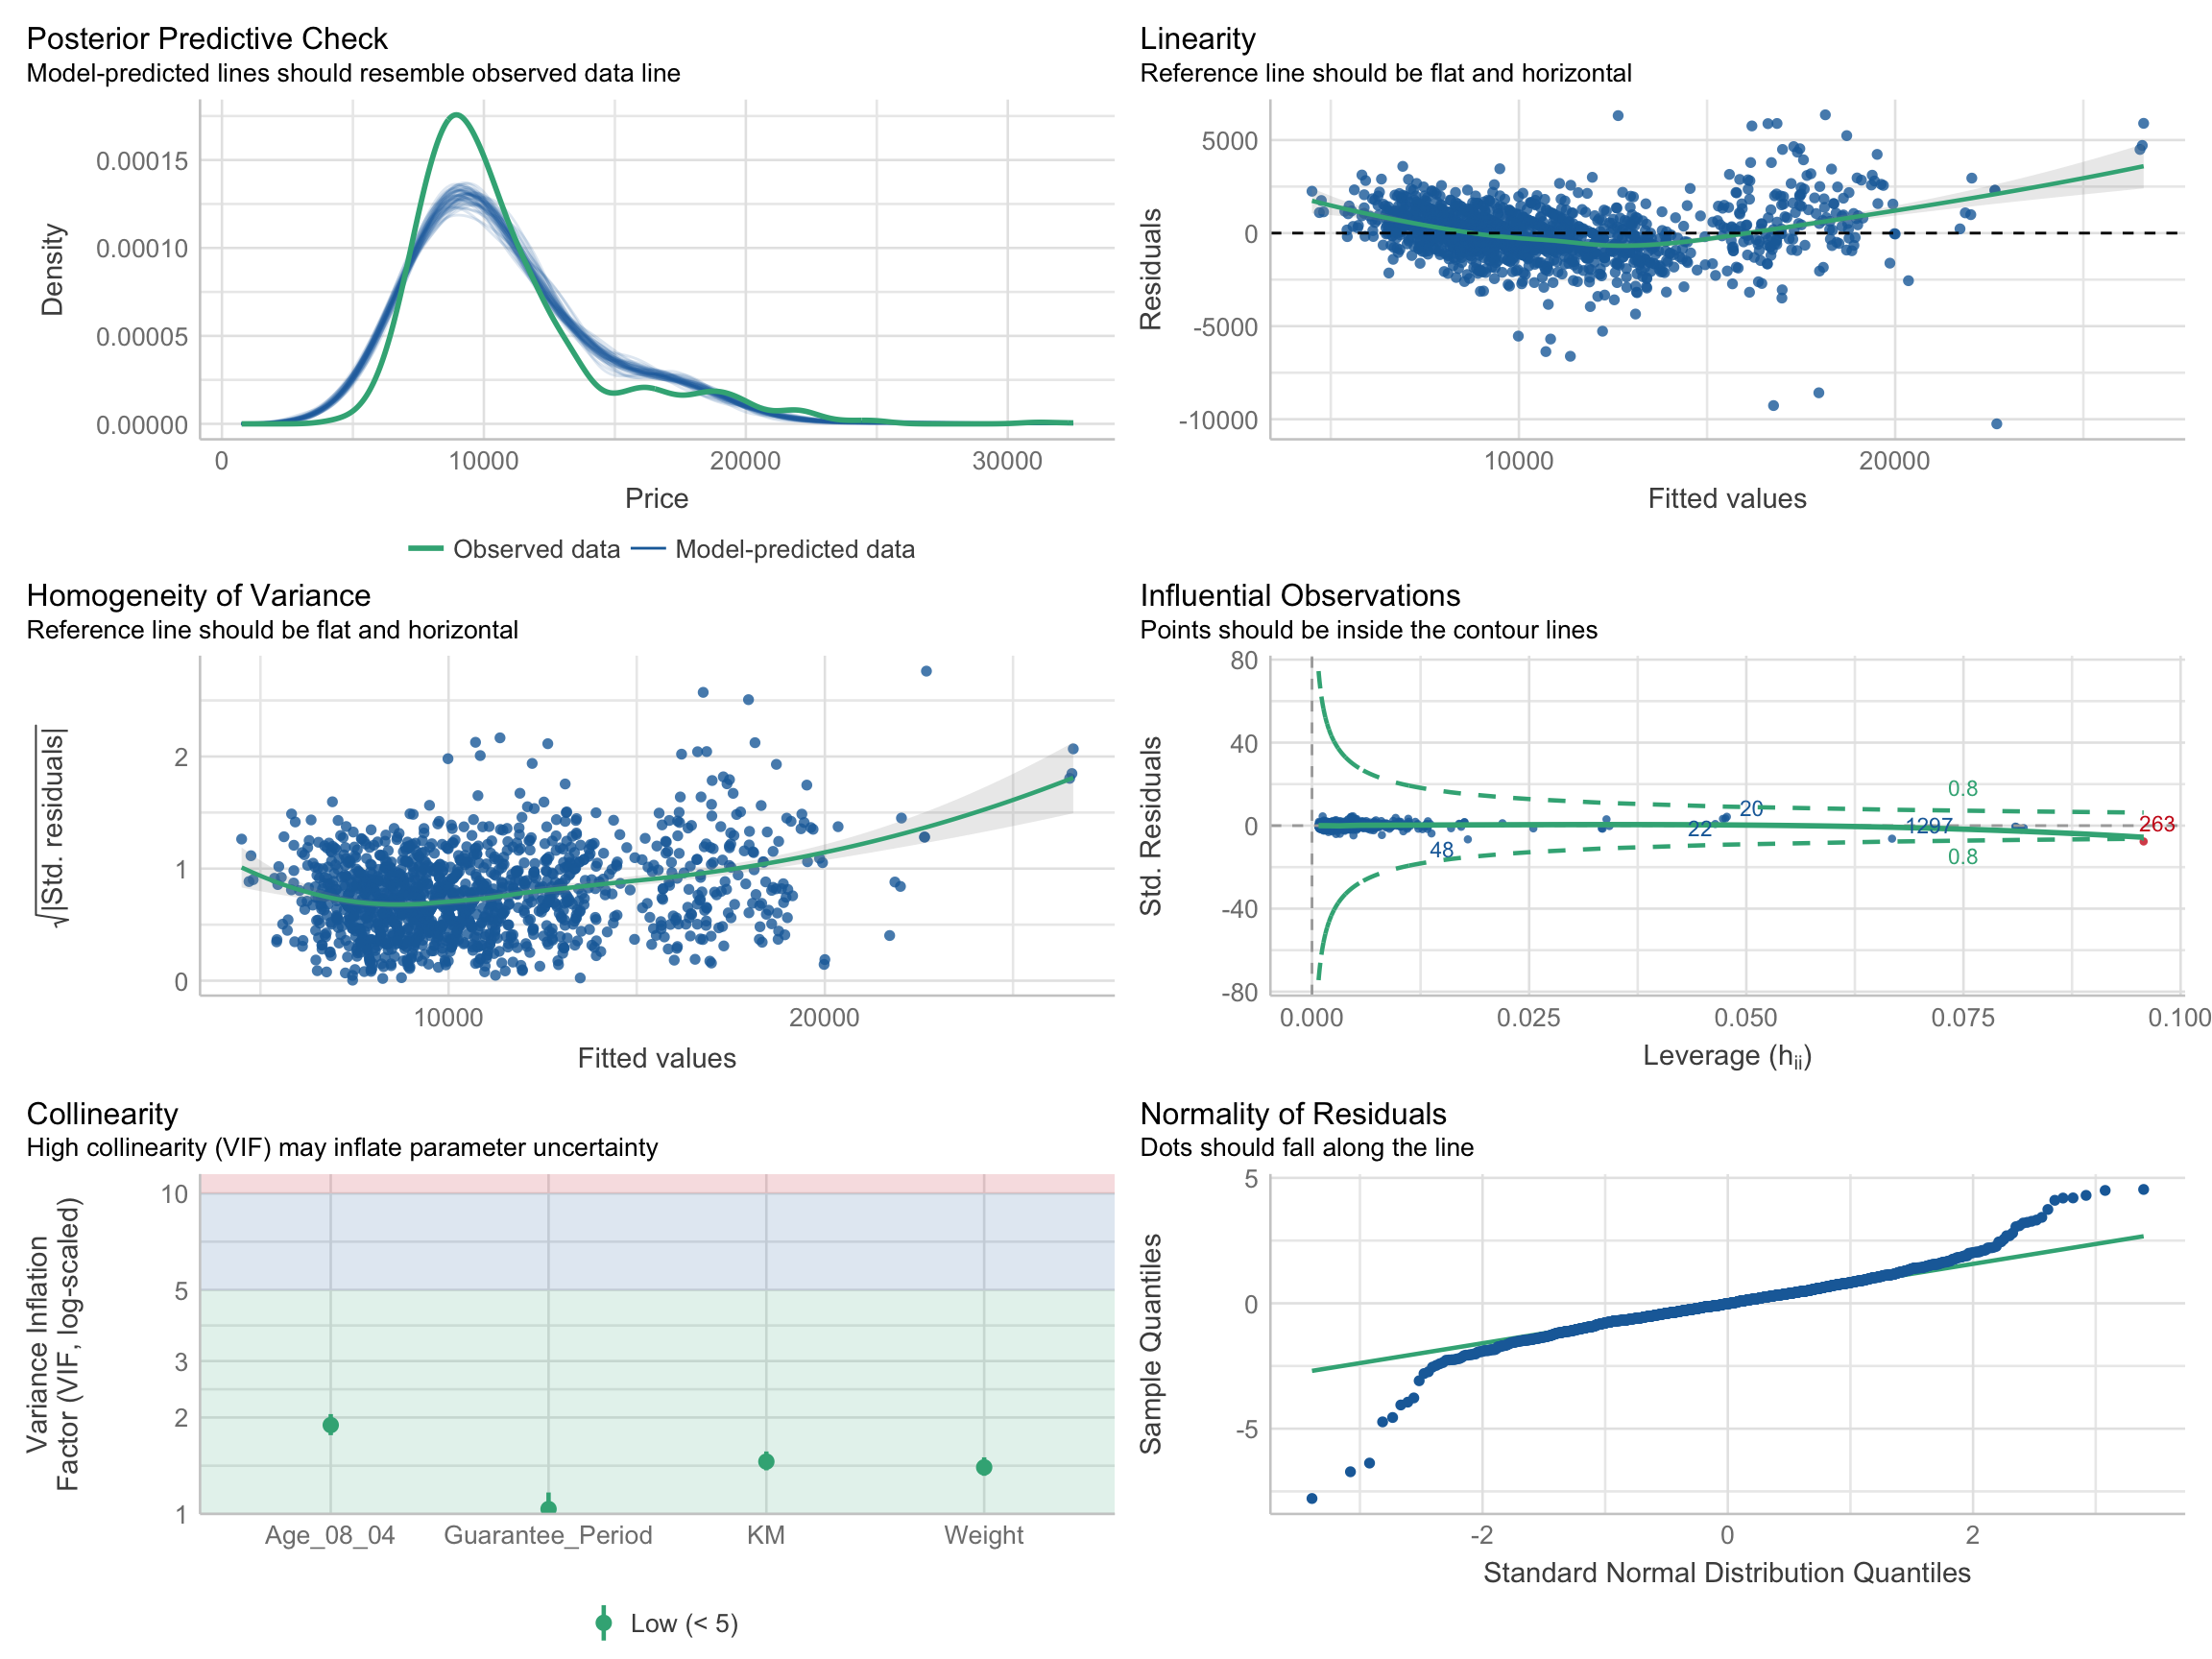 Posterior Predictive Check
Model-predicted lines should resemble observed data line
0.00015
0.00010
0.00005
0.00000
Density
0
10000
20000
30000
Price
Observed data
Model-predicted data
Linearity
Reference line should be flat and horizontal
5000
0
-5000
-10000
Residuals
10000
20000
Fitted values
Homogeneity of Variance
Reference line should be flat and horizontal
2
1
0
√|Std. residuals|
10000
20000
Fitted values
Influential Observations
Points should be inside the contour lines
80
40
0
-40
-80
Std. Residuals
0.8
20
22
1297
263
48
0.8
0.000
0.025
0.050
0.075
0.100
Leverage (hii)
Collinearity
High collinearity (VIF) may inflate parameter uncertainty
10
5
3
2
1
Variance Inflation
Factor (VIF, log-scaled)
Age_08_04
Guarantee_Period
KM
Weight
Low (< 5)
Normality of Residuals
Dots should fall along the line
5
0
-5
Sample Quantiles
-2
0
2
Standard Normal Distribution Quantiles